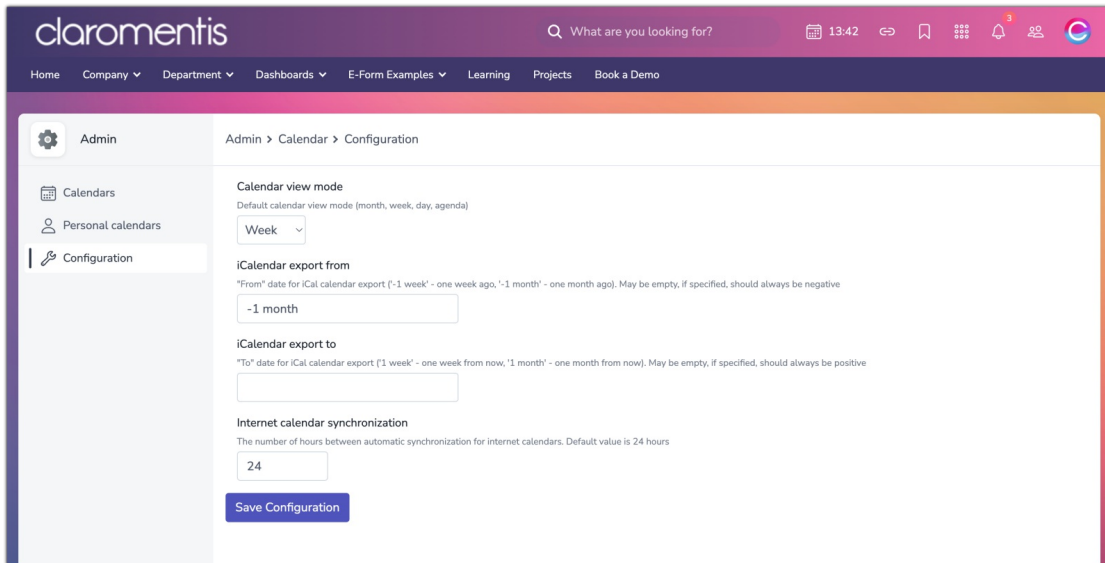 claromentis
What are you looking for?
13:42
3
Home Company Department Dashboards E-Form Examples Learning Projects Book a Demo
Admin
Admin > Calendar > Configuration
Calendars
Personal calendars
Configuration
Calendar view mode
Default calendar view mode (month, week, day, agenda)
Week
iCalendar export from
"From" date for iCal calendar export ('-1 week' - one week ago, '-1 month' - one month ago). May be empty, if specified, should always be negative
-1 month
iCalendar export to
"To" date for iCal calendar export ('1 week' - one week from now, '1 month' - one month from now). May be empty, if specified, should always be positive
Internet calendar synchronization
The number of hours between automatic synchronization for internet calendars. Default value is 24 hours
24
Save Configuration